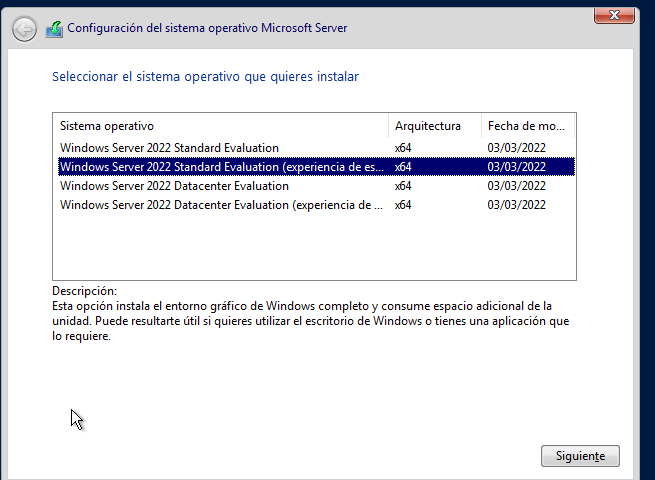 Configuración del sistema operativo Microsoft Server
Seleccionar el sistema operativo que quieres instalar
Sistema operativo Arquitectura Fecha de mo...
Windows Server 2022 Standard Evaluation x64 03/03/2022
Windows Server 2022 Standard Evaluation (experiencia de es... x64 03/03/2022
Windows Server 2022 Datacenter Evaluation x64 03/03/2022
Windows Server 2022 Datacenter Evaluation (experiencia de ... x64 03/03/2022
Descripción:
Esta opción instala el entorno gráfico de Windows completo y consume espacio adicional de la
unidad. Puede resultarte útil si quieres utilizar el escritorio de Windows o tienes una aplicación que
lo requiere.
Siguiente